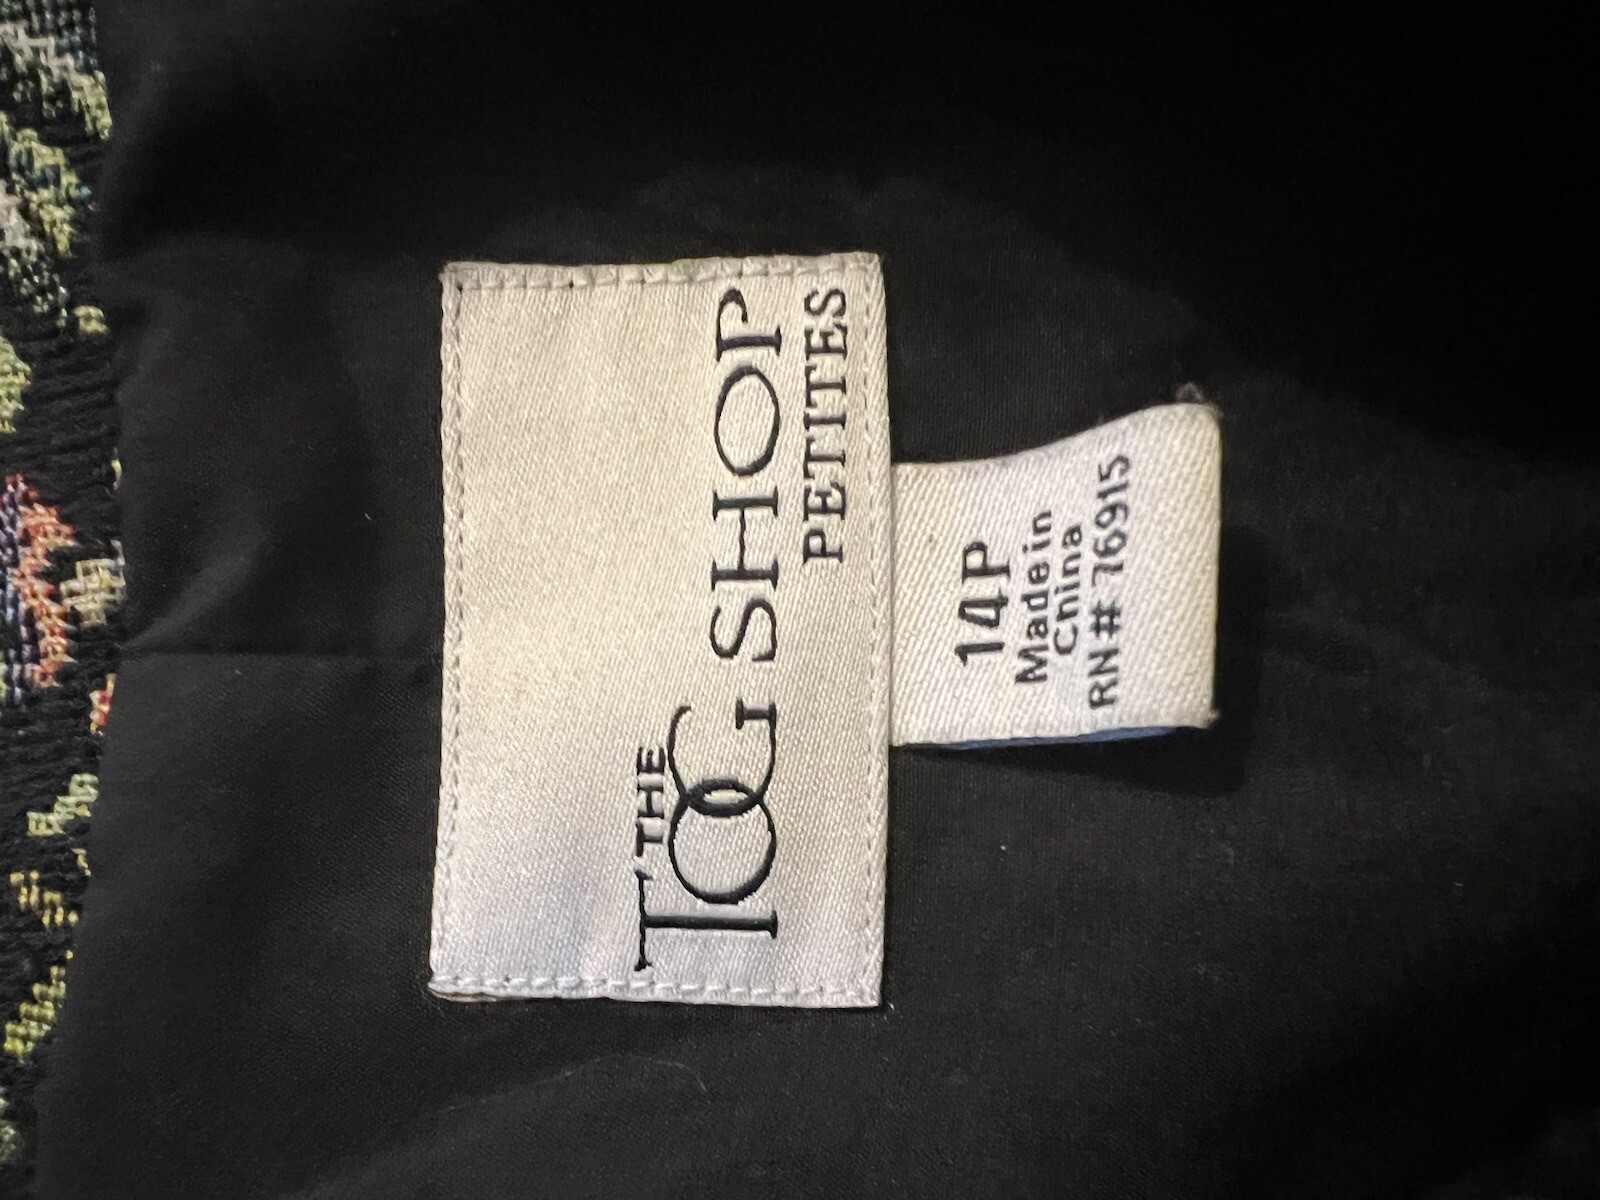 THE
TOG SHOP
PETITES
14P
Made in
China
RN# 76915